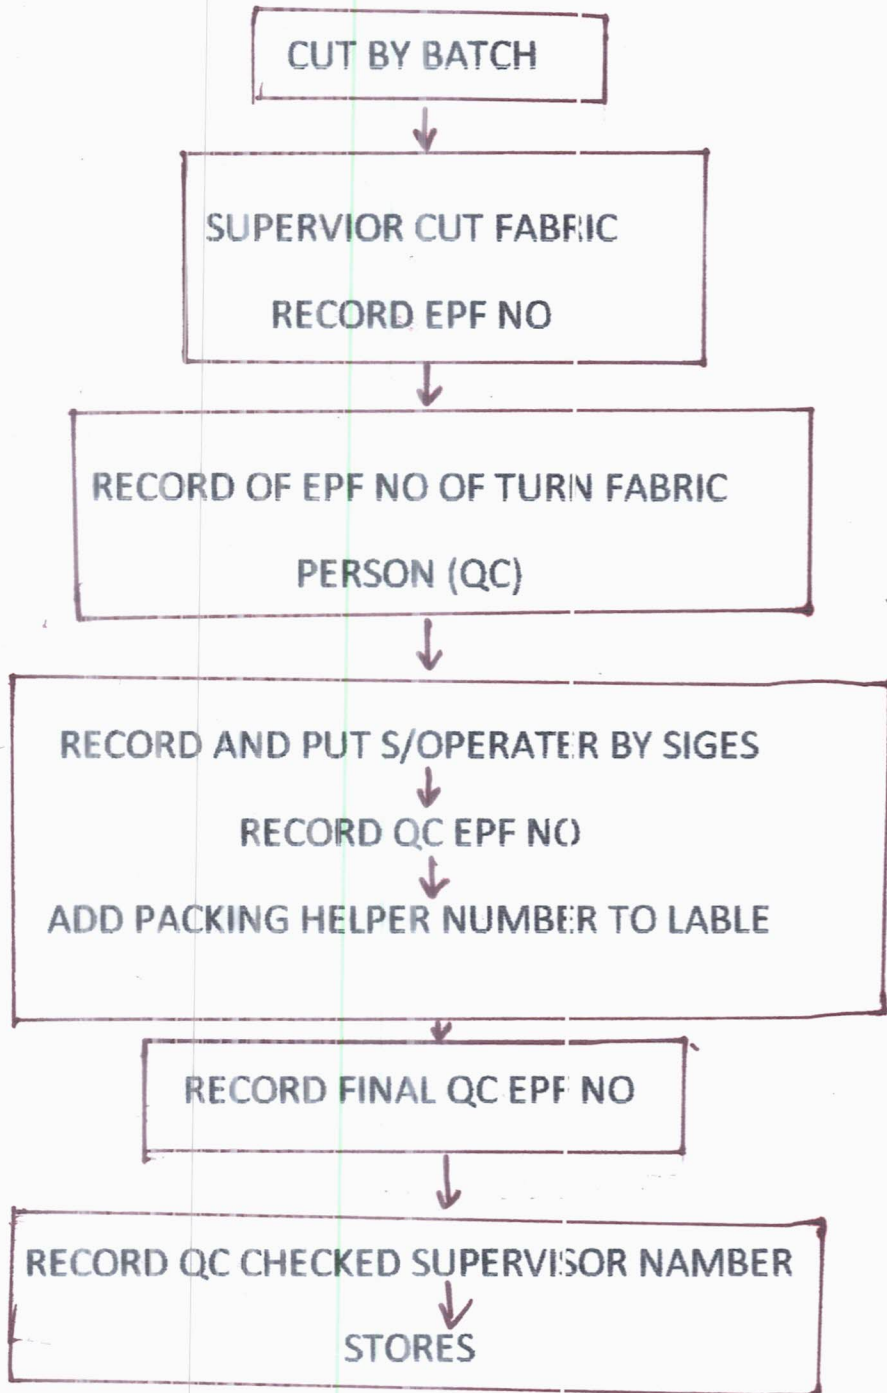 CUT BY BATCH
SUPERVIOR CUT FABRIC
RECORD EPF NO
RECORD OF EPF NO OF TURN FABRIC
PERSON (QC)
RECORD AND PUT S/OPERATER BY SIGES
RECORD QC EPF NO
ADD PACKING HELPER NUMBER TO LABLE
RECORD FINAL QC EPF NO
RECORD QC CHECKED SUPERVISOR NAMBER
STORES